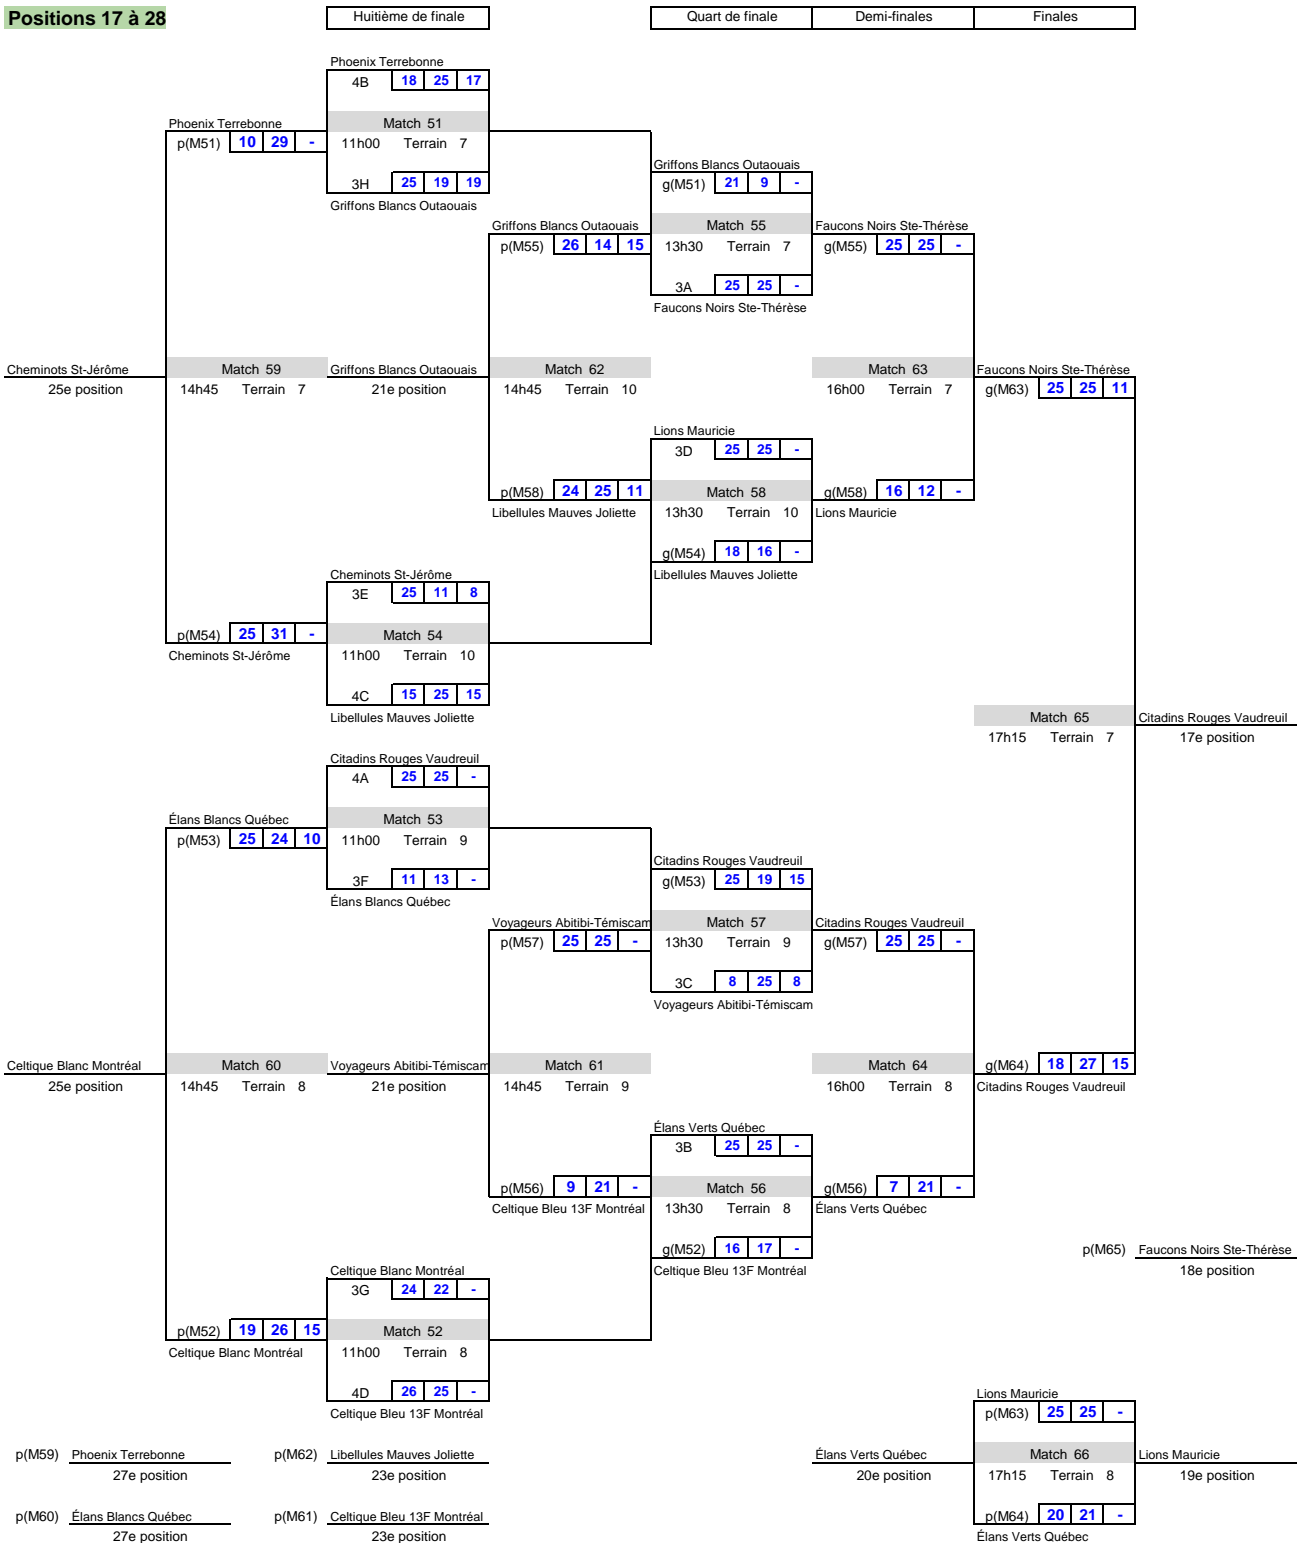 Positions 17 à 28
Huitième de finale Quart de finale Demi-finales Finales
Phoenix Terrebonne
4B 18 25 17
Phoenix Terrebonne Match 51
p(M51) 10 29 - 11h00 Terrain 7
Griffons Blancs Outaouais
3H 25 19 19 g(M51) 21 9 -
Griffons Blancs Outaouais
Griffons Blancs Outaouais Match 55 Faucons Noirs Ste-Thérèse
p(M55) 26 14 15 13h30 Terrain 7 g(M55) 25 25 -
3A 25 25 -
Faucons Noirs Ste-Thérèse
Cheminots St-Jérôme Match 59 Griffons Blancs Outaouais Match 62 Match 63 Faucons Noirs Ste-Thérèse
25e position 14h45 Terrain 7 21e position 14h45 Terrain 10 16h00 Terrain 7 g(M63) 25 25 11
Lions Mauricie
3D 25 25 -
p(M58) 24 25 11 Match 58 g(M58) 16 12 -
Libellules Mauves Joliette 13h30 Terrain 10 Lions Mauricie
g(M54) 18 16 -
Cheminots St-Jérôme Libellules Mauves Joliette
3E 25 11 8
p(M54) 25 31 - Match 54
Cheminots St-Jérôme 11h00 Terrain 10
4C 15 25 15
Libellules Mauves Joliette Match 65 Citadins Rouges Vaudreuil
17h15 Terrain 7 17e position
Citadins Rouges Vaudreuil
4A 25 25 -
Élans Blancs Québec Match 53
p(M53) 25 24 10 11h00 Terrain 9
Citadins Rouges Vaudreuil
3F 11 13 - g(M53) 25 19 15
Élans Blancs Québec
Voyageurs Abitibi-Témiscam Match 57 Citadins Rouges Vaudreuil
p(M57) 25 25 - 13h30 Terrain 9 g(M57) 25 25 -
3C 8 25 8
Voyageurs Abitibi-Témiscam
Celtique Blanc Montréal Match 60 Voyageurs Abitibi-Témiscam Match 61 Match 64 g(M64) 18 27 15
25e position 14h45 Terrain 8 21e position 14h45 Terrain 9 16h00 Terrain 8 Citadins Rouges Vaudreuil
Élans Verts Québec
3B 25 25 -
p(M56) 9 21 - Match 56 g(M56) 7 21 -
Celtique Bleu 13F Montréal 13h30 Terrain 8 Élans Verts Québec
g(M52) 16 17 - p(M65) Faucons Noirs Ste-Thérèse
Celtique Blanc Montréal Celtique Bleu 13F Montréal 18e position
3G 24 22 -
p(M52) 19 26 15 Match 52
Celtique Blanc Montréal 11h00 Terrain 8
4D 26 25 - Lions Mauricie
Celtique Bleu 13F Montréal p(M63) 25 25 -
p(M59) Phoenix Terrebonne p(M62) Libellules Mauves Joliette Élans Verts Québec Match 66 Lions Mauricie
27e position 23e position 20e position 17h15 Terrain 8 19e position
p(M60) Élans Blancs Québec p(M61) Celtique Bleu 13F Montréal p(M64) 20 21 -
27e position 23e position Élans Verts Québec